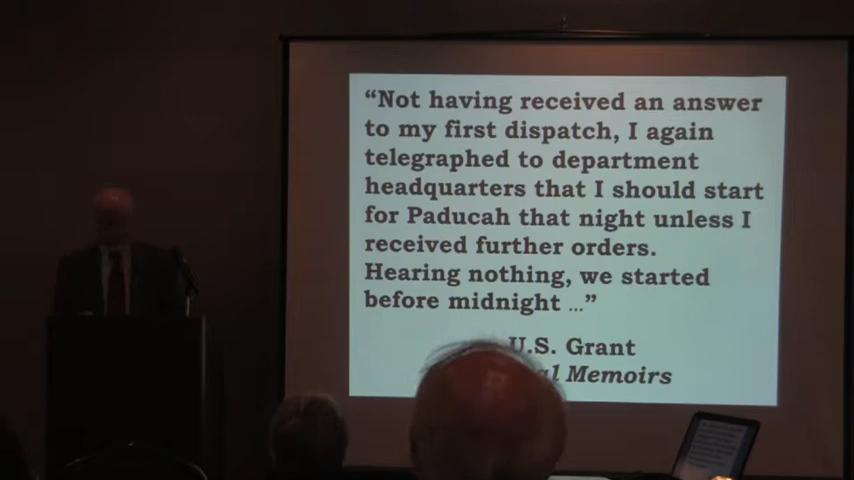 “Not having received an answer
to my first dispatch, I again
telegraphed to department
headquarters that I should start
for Paducah that night unless I
received further orders.
Hearing nothing, we started
before midnight ...”
U.S. Grant
Memoirs